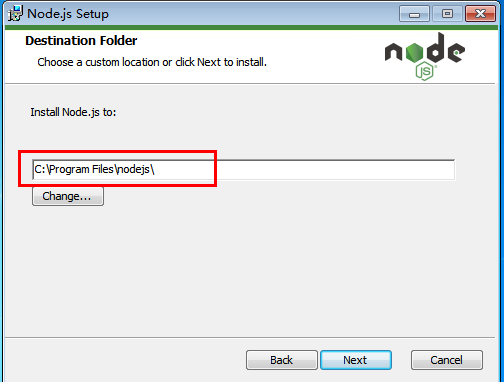 Node.js Setup
Destination Folder
Choose a custom location or click Next to install.
node
JS
Install Node.js to:
C:\Program Files\nodejs\
Change...
Back
Next
Cancel